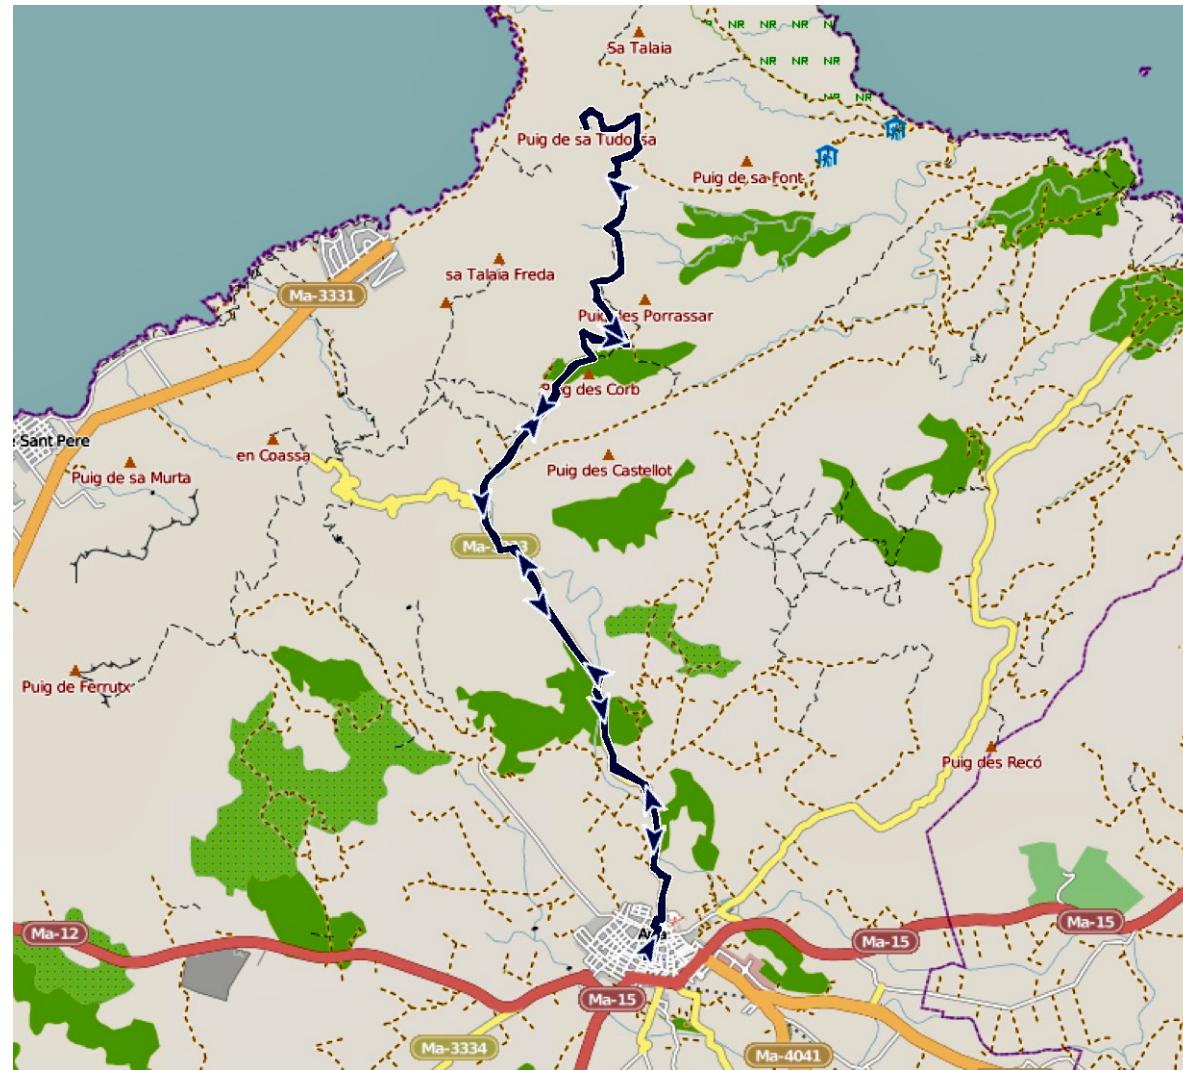 NR NR NR N
Sa Talaia
NR NR NR
NR NR
Puig de sa Tudossa
Puig de sa Font
sa Talaia Freda
Ma-3331
Puig des Porrassar
Puig des Corb
Sant Pere
en Coassa
Puig des Castellot
Puig de sa Murta
Ma-3333
Puig de Ferrutx
Puig des Recó
Ma-15
Ma-12
Artà
Ma-15
Ma-15
Ma-3334
Ma-4041